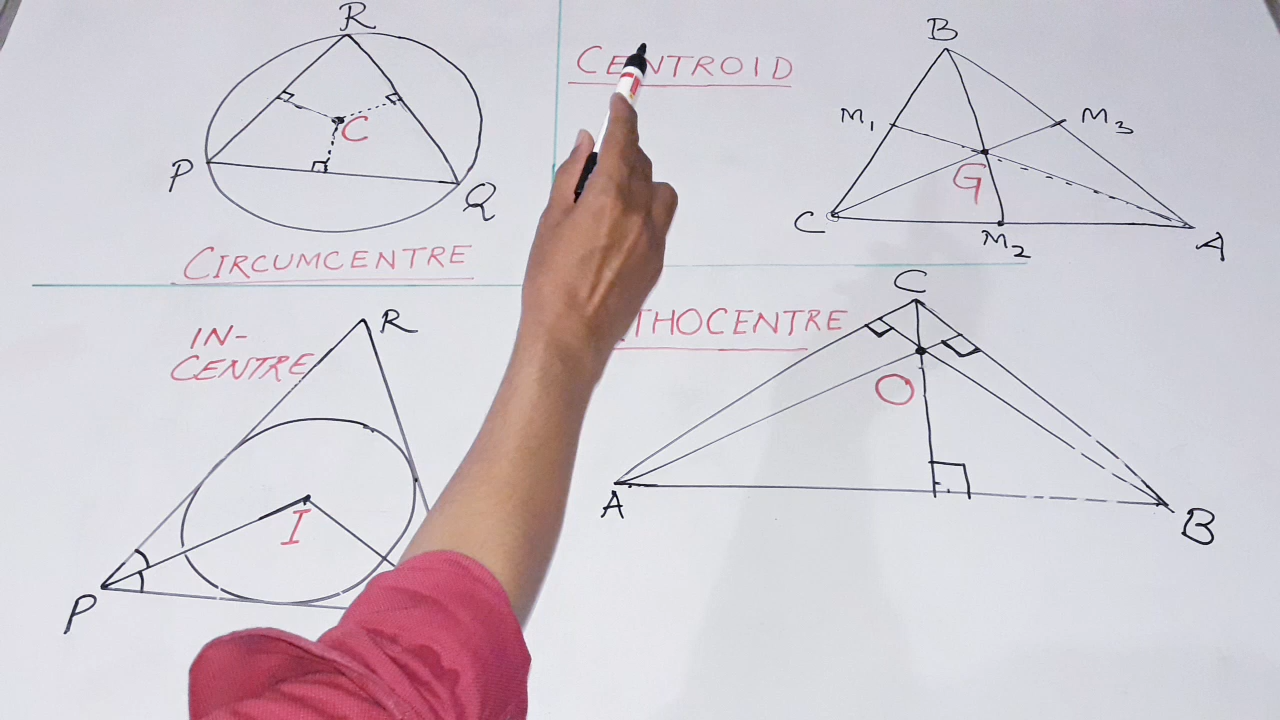 R
P
C
Q
CIRCUMCENTRE
CENTROID
B
M1
M3
G
C
M2
A
IN-
CENTRE
R
I
P
THOCENTRE
C
O
A
B